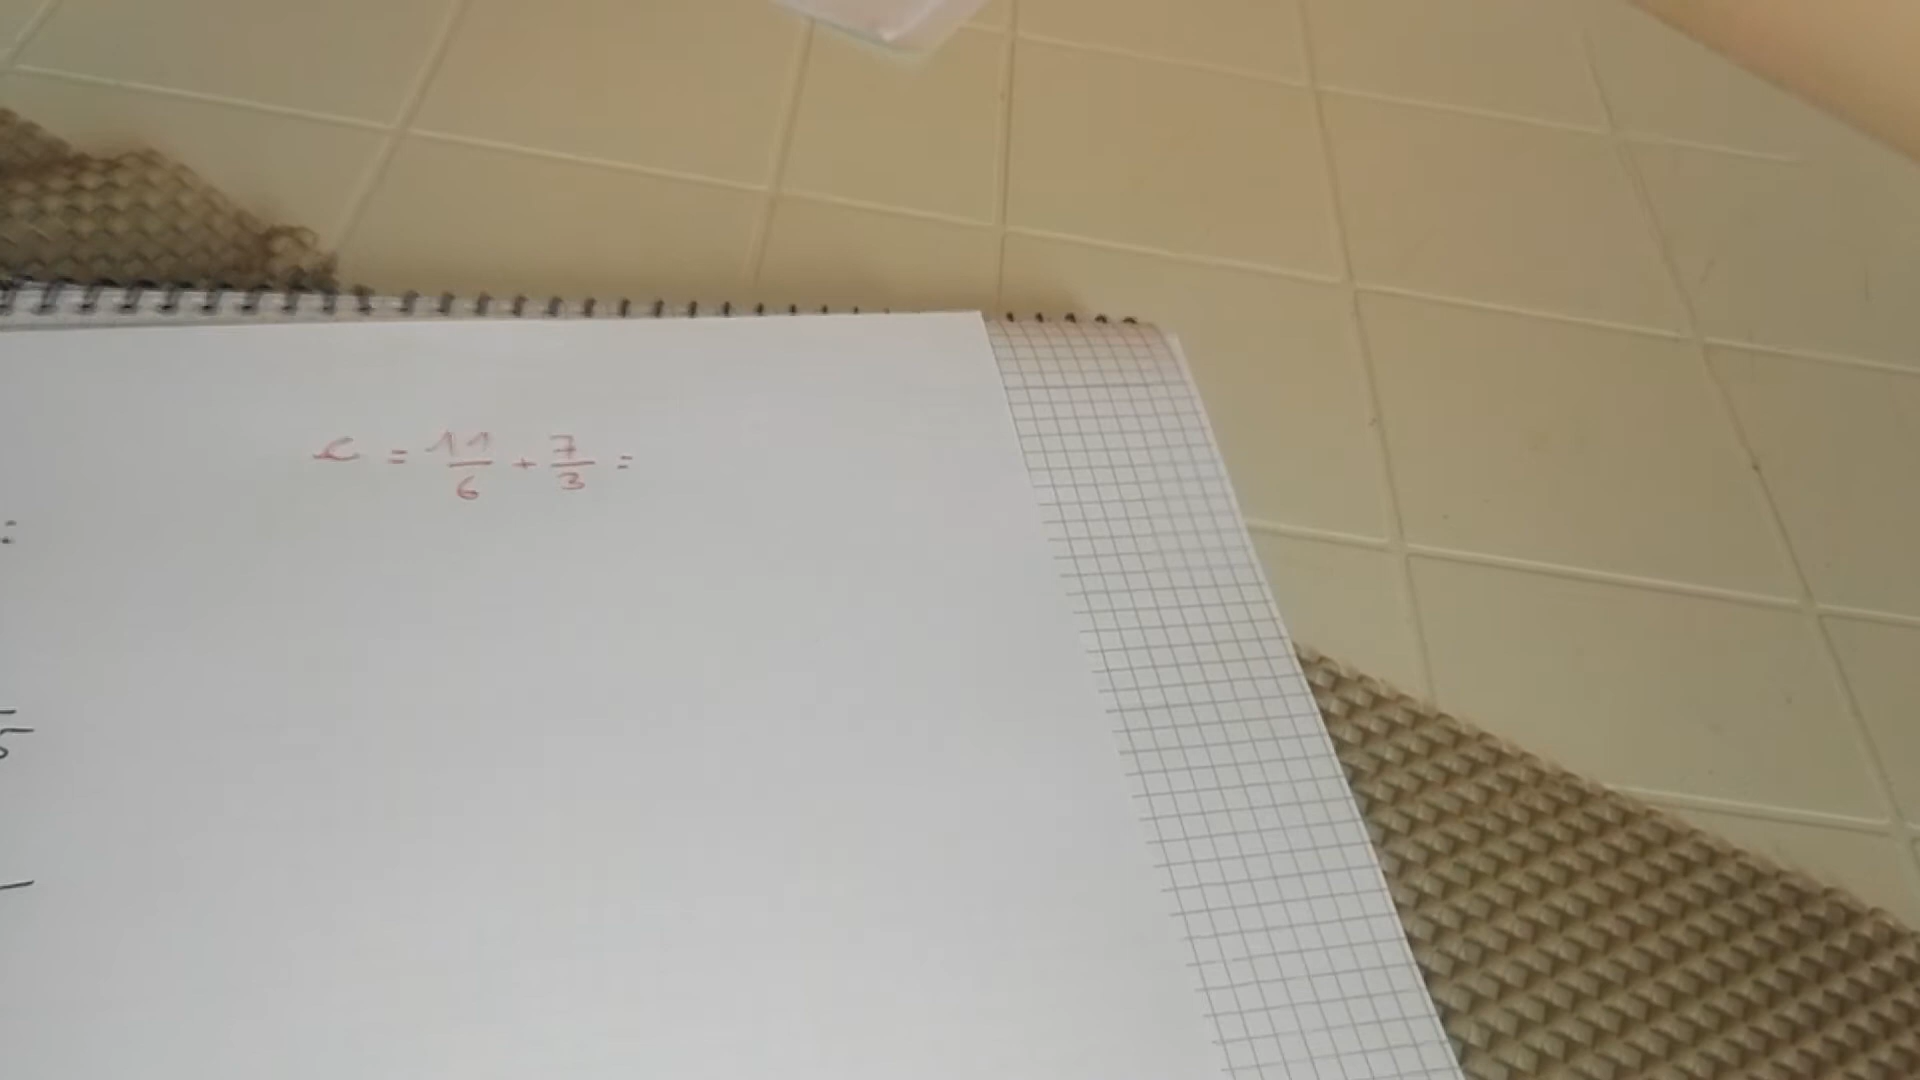 C = 11/6 + 7/3 =